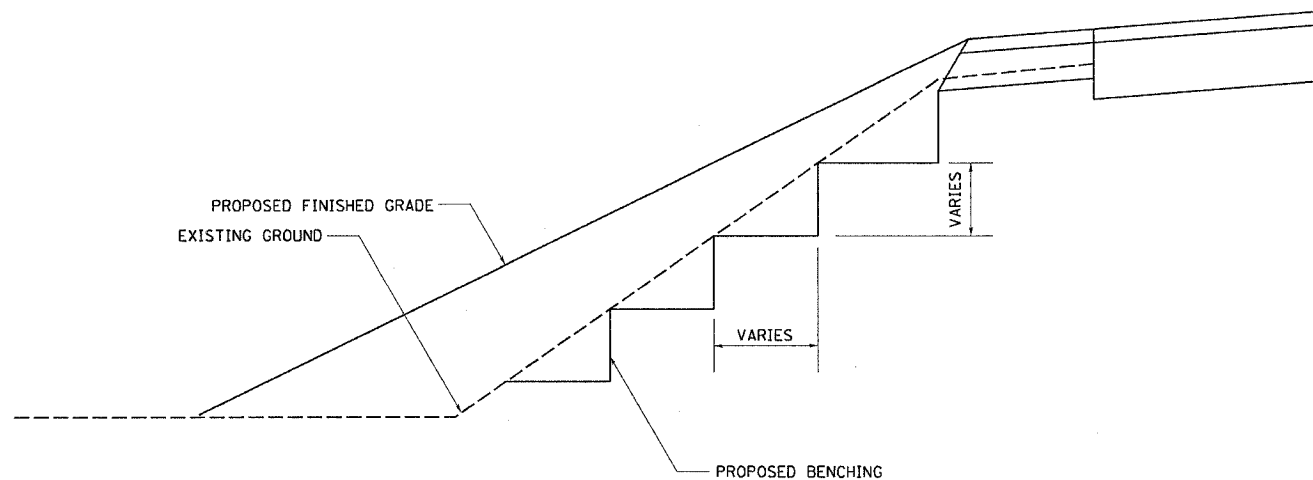 PROPOSED FINISHED GRADE
EXISTING GROUND
VARIES
VARIES
PROPOSED BENCHING